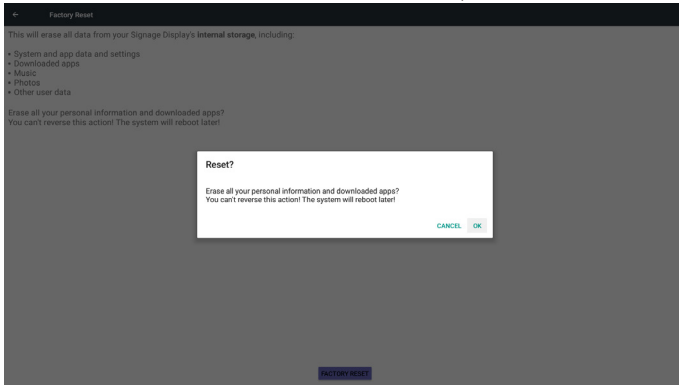 Factory Reset
This will erase all data from your Signage Display's internal storage, including:
• System and app data and settings
• Downloaded apps
• Music
• Photos
• Other user data
Erase all your personal information and downloaded apps?
You can't reverse this action! The system will reboot later!
Reset?
Erase all your personal information and downloaded apps?
You can't reverse this action! The system will reboot later!
CANCEL OK
FACTORY RESET